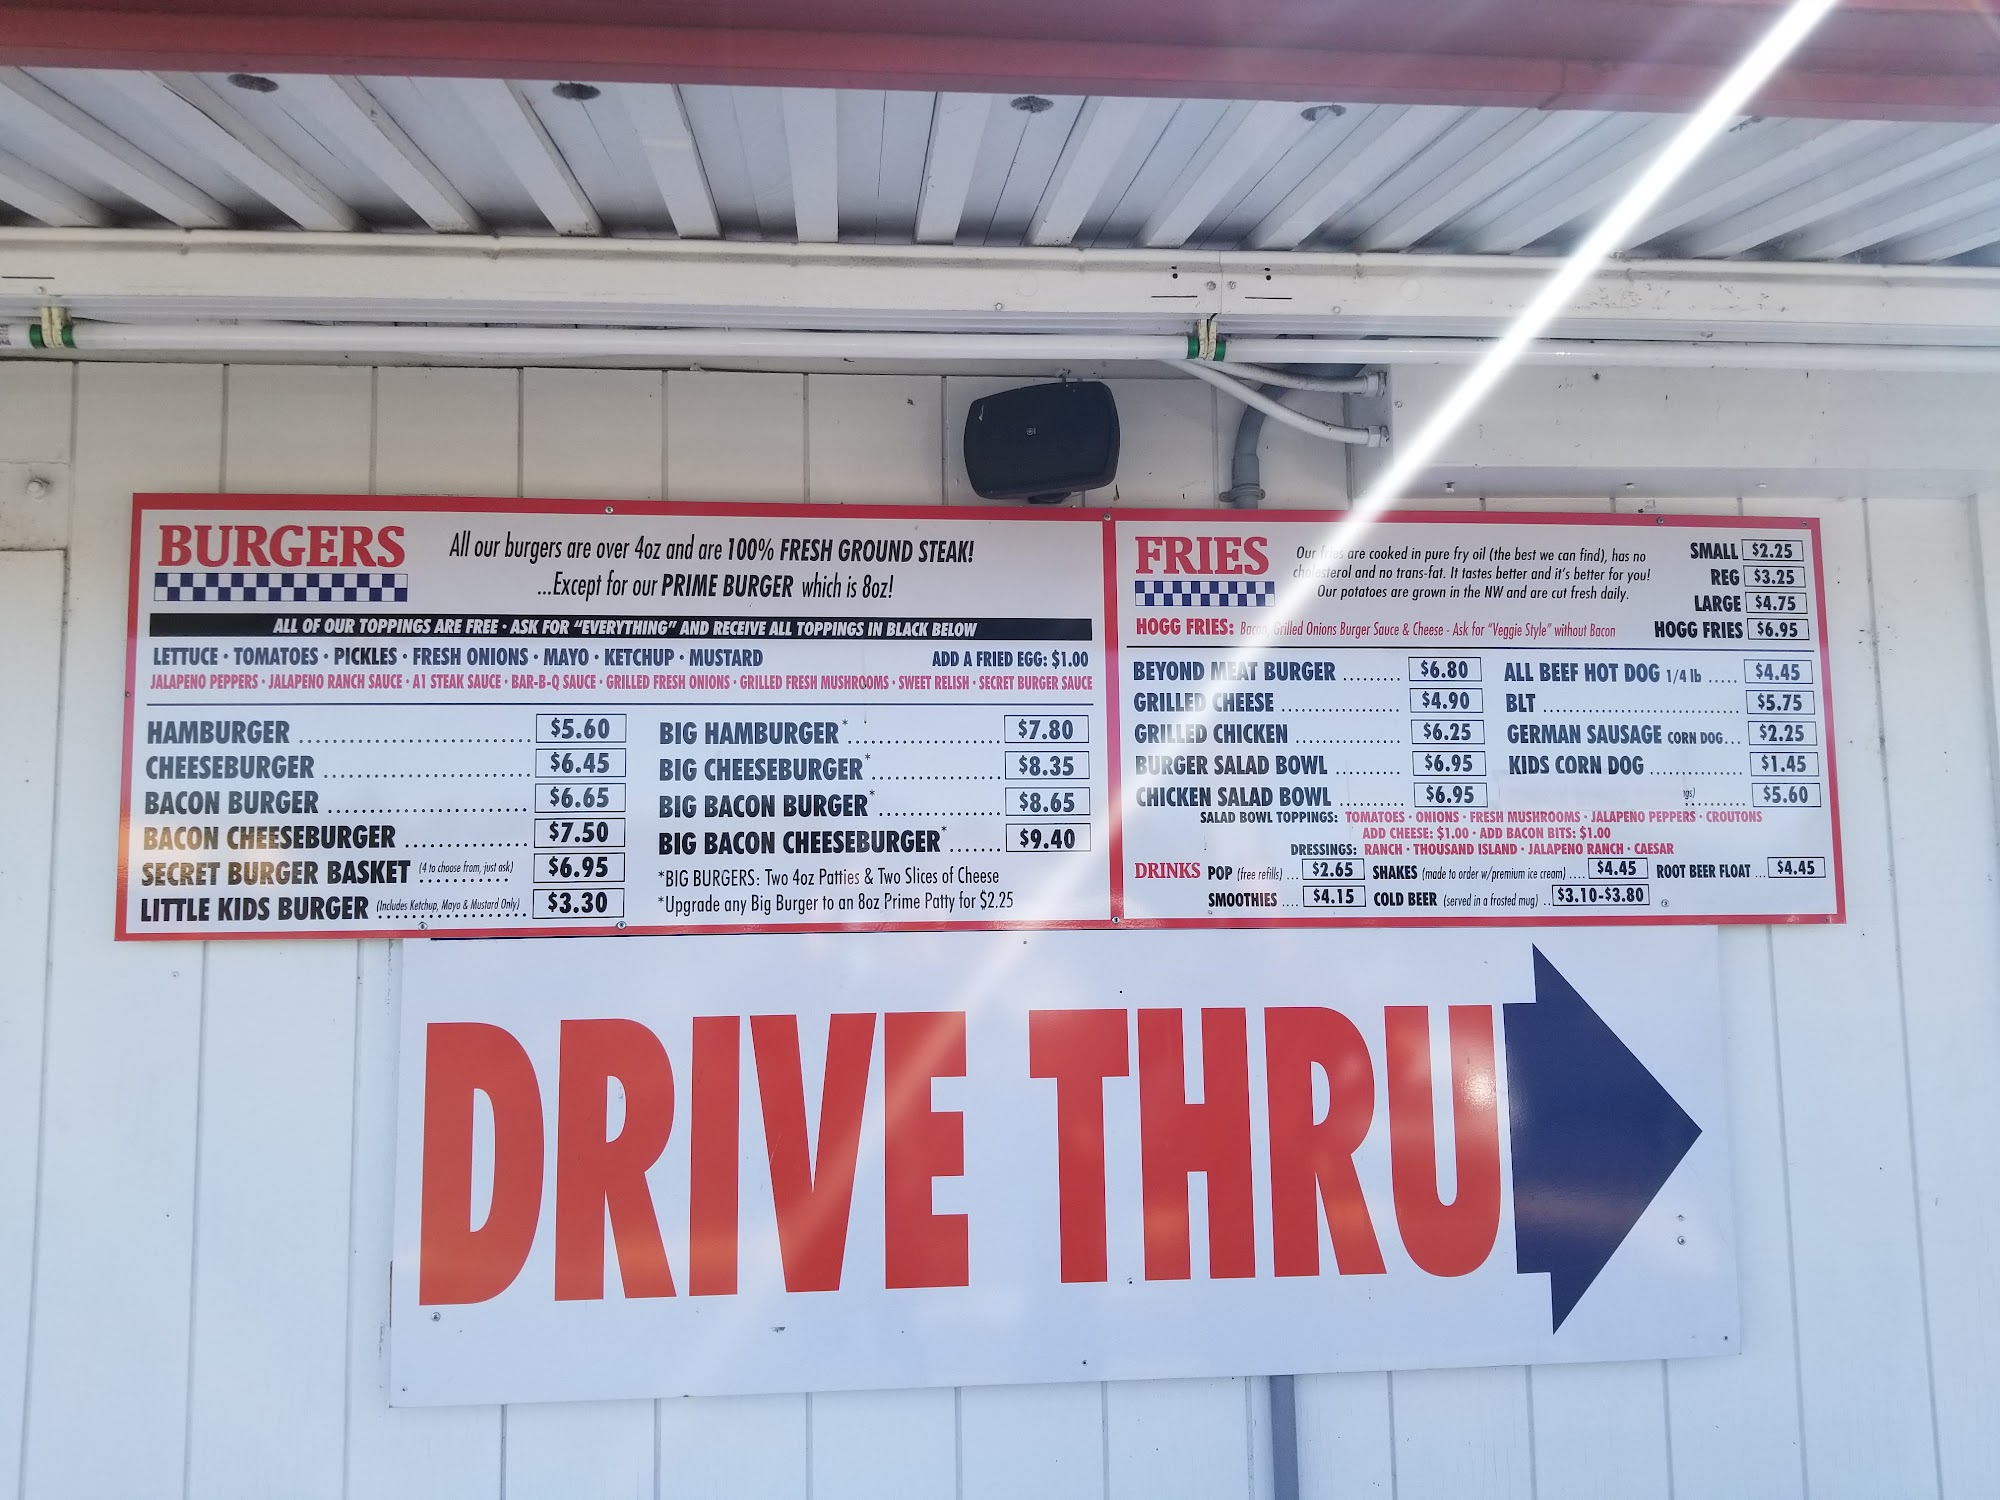 BURGERS
All our burgers are over 4oz and are 100% FRESH GROUND STEAK!
...Except for our PRIME BURGER which is 8oz!
ALL OF OUR TOPPINGS ARE FREE • ASK FOR "EVERYTHING" AND RECEIVE ALL TOPPINGS IN BLACK BELOW
LETTUCE • TOMATOES • PICKLES • FRESH ONIONS • MAYO • KETCHUP • MUSTARD ADD A FRIED EGG: $1.00
JALAPENO PEPPERS • JALAPENO RANCH SAUCE • A1 STEAK SAUCE • BAR-B-Q SAUCE • GRILLED FRESH ONIONS • GRILLED FRESH MUSHROOMS • SWEET RELISH • SECRET BURGER SAUCE
HAMBURGER $5.60
CHEESEBURGER $6.45
BACON BURGER $6.65
BACON CHEESEBURGER $7.50
SECRET BURGER BASKET (4 to choose from, just ask) $6.95
LITTLE KIDS BURGER (Includes Ketchup, Mayo & Mustard Only) $3.30
BIG HAMBURGER* $7.80
BIG CHEESEBURGER* $8.35
BIG BACON BURGER* $8.65
BIG BACON CHEESEBURGER* $9.40
*BIG BURGERS: Two 4oz Patties & Two Slices of Cheese
*Upgrade any Big Burger to an 8oz Prime Patty for $2.25
FRIES
Our fries are cooked in pure fry oil (the best we can find), has no
cholesterol and no trans-fat. It tastes better and it's better for you!
Our potatoes are grown in the NW and are cut fresh daily.
SMALL $2.25
REG $3.25
LARGE $4.75
HOGG FRIES: Bacon, Grilled Onions Burger Sauce & Cheese - Ask for "Veggie Style" without Bacon HOGG FRIES $6.95
BEYOND MEAT BURGER $6.80
GRILLED CHEESE $4.90
GRILLED CHICKEN $6.25
BURGER SALAD BOWL $6.95
CHICKEN SALAD BOWL $6.95
ALL BEEF HOT DOG 1/4 lb $4.45
BLT $5.75
GERMAN SAUSAGE CORN DOG... $2.25
KIDS CORN DOG $1.45
$5.60
SALAD BOWL TOPPINGS: TOMATOES • ONIONS • FRESH MUSHROOMS • JALAPENO PEPPERS • CROUTONS
ADD CHEESE: $1.00 • ADD BACON BITS: $1.00
DRESSINGS: RANCH • THOUSAND ISLAND • JALAPENO RANCH • CAESAR
DRINKS POP (free refills) $2.65 SHAKES (made to order w/premium ice cream) $4.45 ROOT BEER FLOAT $4.45
SMOOTHIES $4.15 COLD BEER (served in a frosted mug) $3.10-$3.80
DRIVE THRU